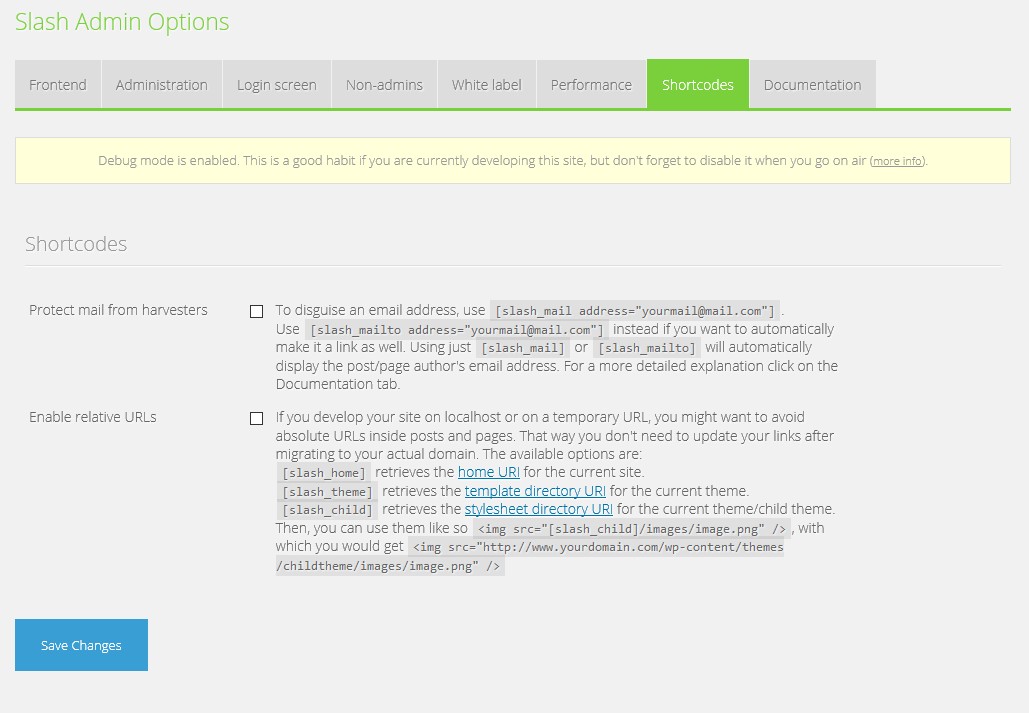 Slash Admin Options
Frontend Administration Login screen Non-admins White label Performance Shortcodes Documentation
Debug mode is enabled. This is a good habit if you are currently developing this site, but don't forget to disable it when you go on air (more info).
Shortcodes
Protect mail from harvesters
To disguise an email address, use [slash_mail address="yourmail@mail.com"] .
Use [slash_mailto address="yourmail@mail.com"] instead if you want to automatically
make it a link as well. Using just [slash_mail] or [slash_mailto] will automatically
display the post/page author's email address. For a more detailed explanation click on the
Documentation tab.
Enable relative URLs
If you develop your site on localhost or on a temporary URL, you might want to avoid
absolute URLs inside posts and pages. That way you don't need to update your links after
migrating to your actual domain. The available options are:
[slash_home] retrieves the home URI for the current site.
[slash_theme] retrieves the template directory URI for the current theme.
[slash_child] retrieves the stylesheet directory URI for the current theme/child theme.
Then, you can use them like so <img src="[slash_child]/images/image.png" /> , with
which you would get <img src="http://www.yourdomain.com/wp-content/themes
/childtheme/images/image.png" />
Save Changes